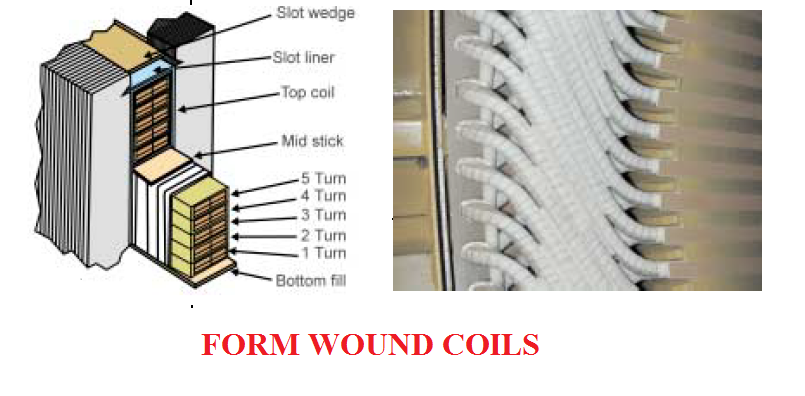 Slot wedge
Slot liner
Top coil
Mid stick
5 Turn
4 Turn
3 Turn
2 Turn
1 Turn
Bottom fill
FORM WOUND COILS